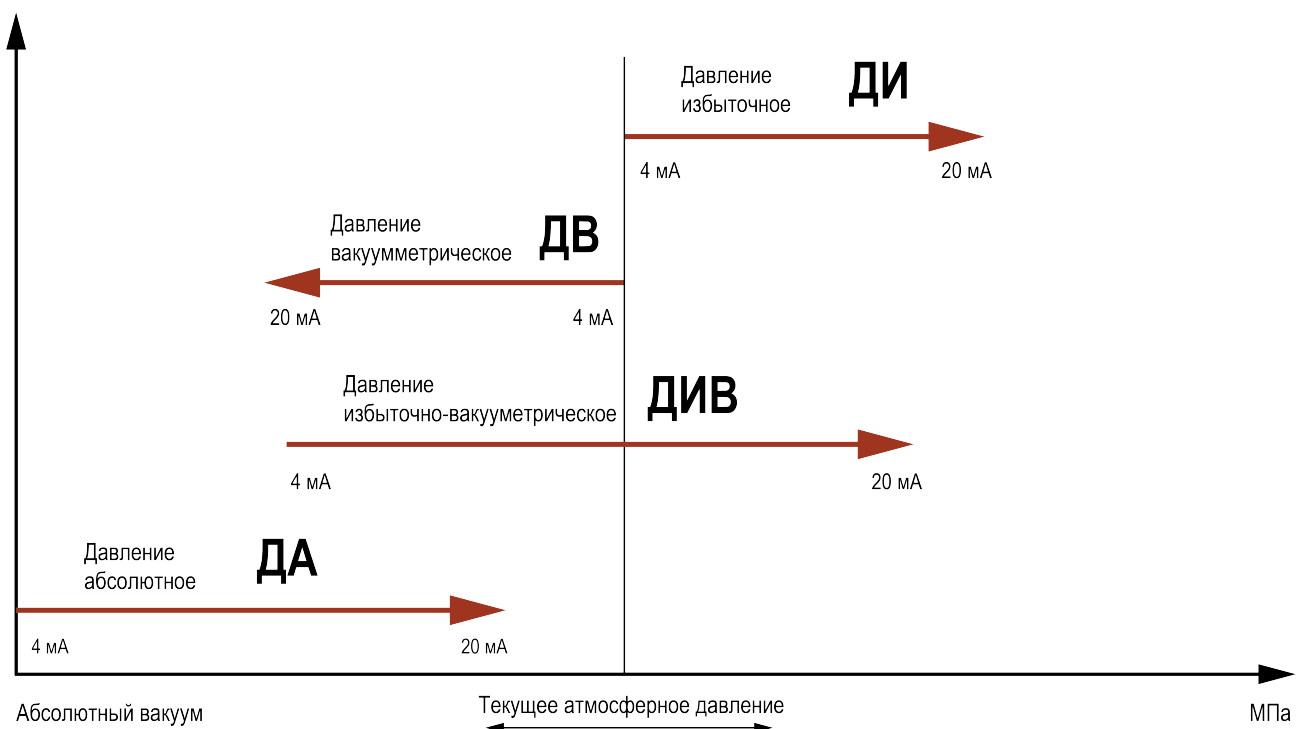 Давление
избыточное
ДИ
4 мА
20 мА
Давление
вакуумметрическое
ДВ
20 мА
4 мА
Давление
избыточно-вакууметрическое
ДИВ
4 мА
20 мА
Давление
абсолютное
ДА
4 мА
20 мА
Абсолютный вакуум
Текущее атмосферное давление
МПа